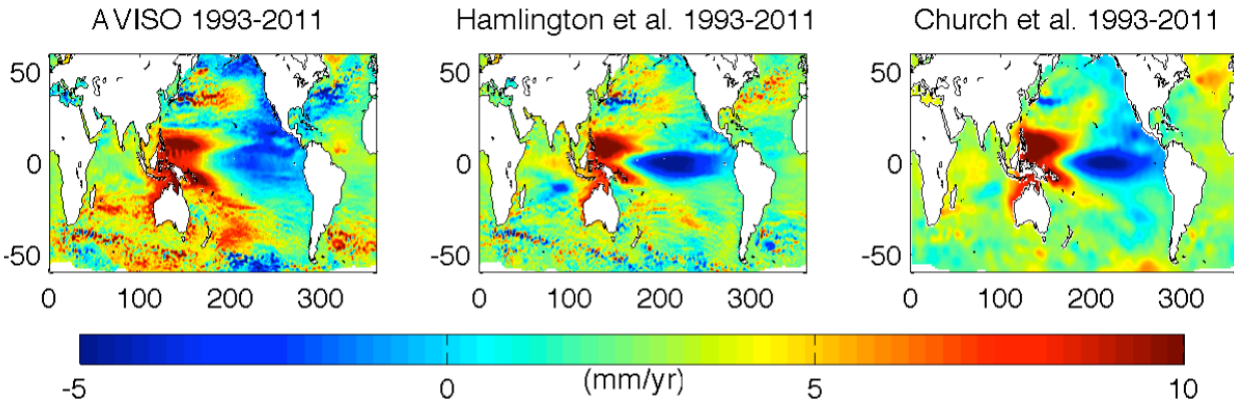 AVISO 1993-2011 Hamlington et al. 1993-2011 Church et al. 1993-2011
50 50 50
0 0 0
-50 -50 -50
0 100 200 300 0 100 200 300 0 100 200 300
-5 0 (mm/yr) 5 10